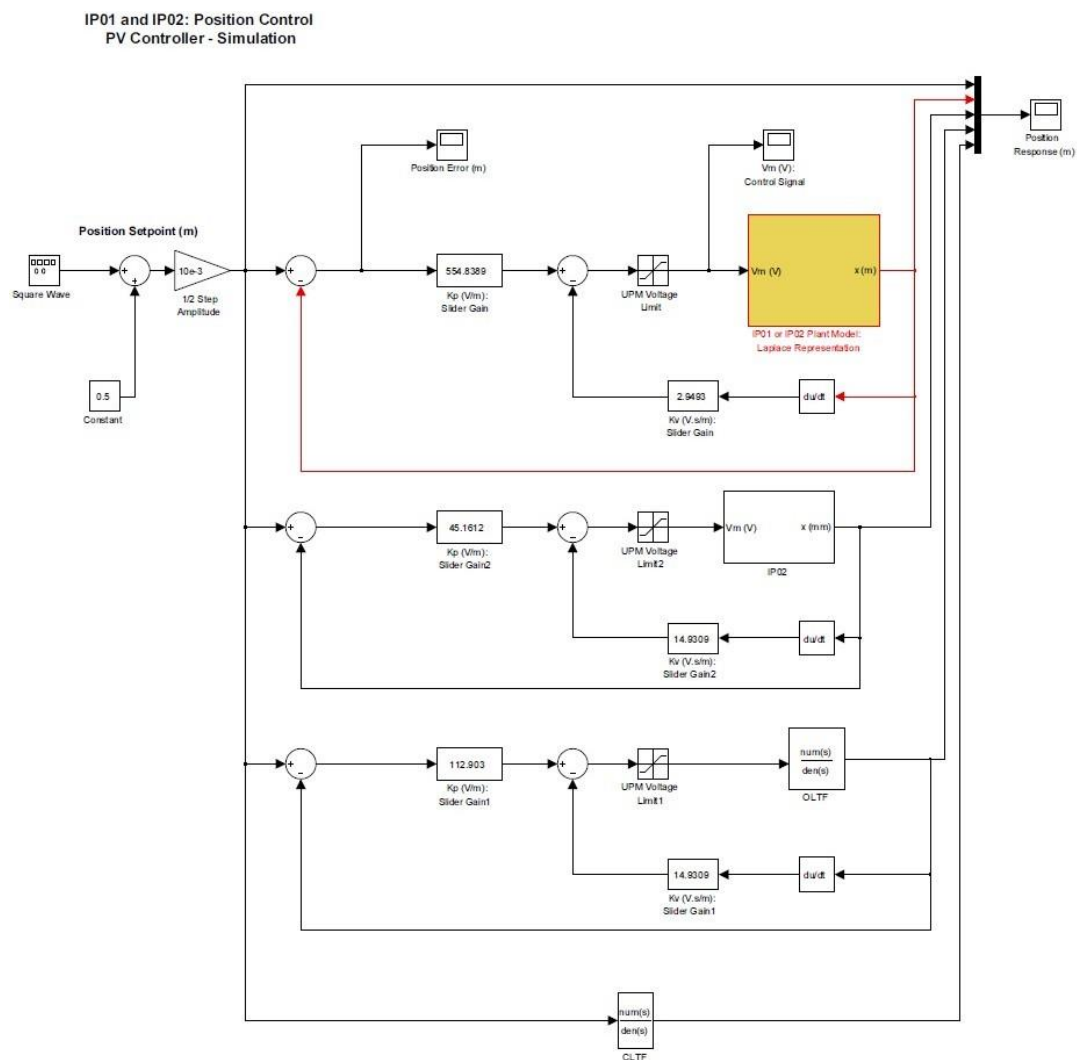 IP01 and IP02: Position Control
PV Controller - Simulation
Position Error (m)
Vm (V):
Control Signal
Position
Response (m)
Position Setpoint (m)
Square Wave
+
+
10e-3
1/2 Step
Amplitude
+
-
554.8389
Kp (V/m):
Slider Gain
+
-
UPM Voltage
Limit
Vm (V)
x (m)
IP01 or IP02 Plant Model:
Laplace Representation
0.5
Constant
2.9493
Kv (V.s/m):
Slider Gain
du/dt
+
-
45.1612
Kp (V/m):
Slider Gain2
+
-
UPM Voltage
Limit2
Vm (V)
x (mm)
IP02
14.9309
Kv (V.s/m):
Slider Gain2
du/dt
+
-
112.903
Kp (V/m):
Slider Gain1
+
-
UPM Voltage
Limit1
num(s)
den(s)
OLTF
14.9309
Kv (V.s/m):
Slider Gain1
du/dt
num(s)
den(s)
CLTF